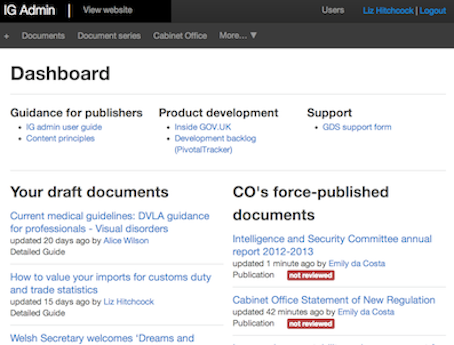 IG Admin
View website
Users
Liz Hitchcock | Logout
+ Documents Document series Cabinet Office More... ▼
Dashboard
Guidance for publishers
• IG admin user guide
• Content principles
Product development
• Inside GOV.UK
• Development backlog
(PivotalTracker)
Support
• GDS support form
Your draft documents
Current medical guidelines: DVLA guidance
for professionals - Visual disorders
updated 20 days ago by Alice Wilson
Detailed Guide
How to value your imports for customs duty
and trade statistics
updated 15 days ago by Liz Hitchcock
Detailed Guide
Welsh Secretary welcomes ‘Dreams and
CO's force-published
documents
Intelligence and Security Committee annual
report 2012-2013
updated 1 minute ago by Emily da Costa
Publication not reviewed
Cabinet Office Statement of New Regulation
updated 42 minutes ago by Emily da Costa
Publication not reviewed